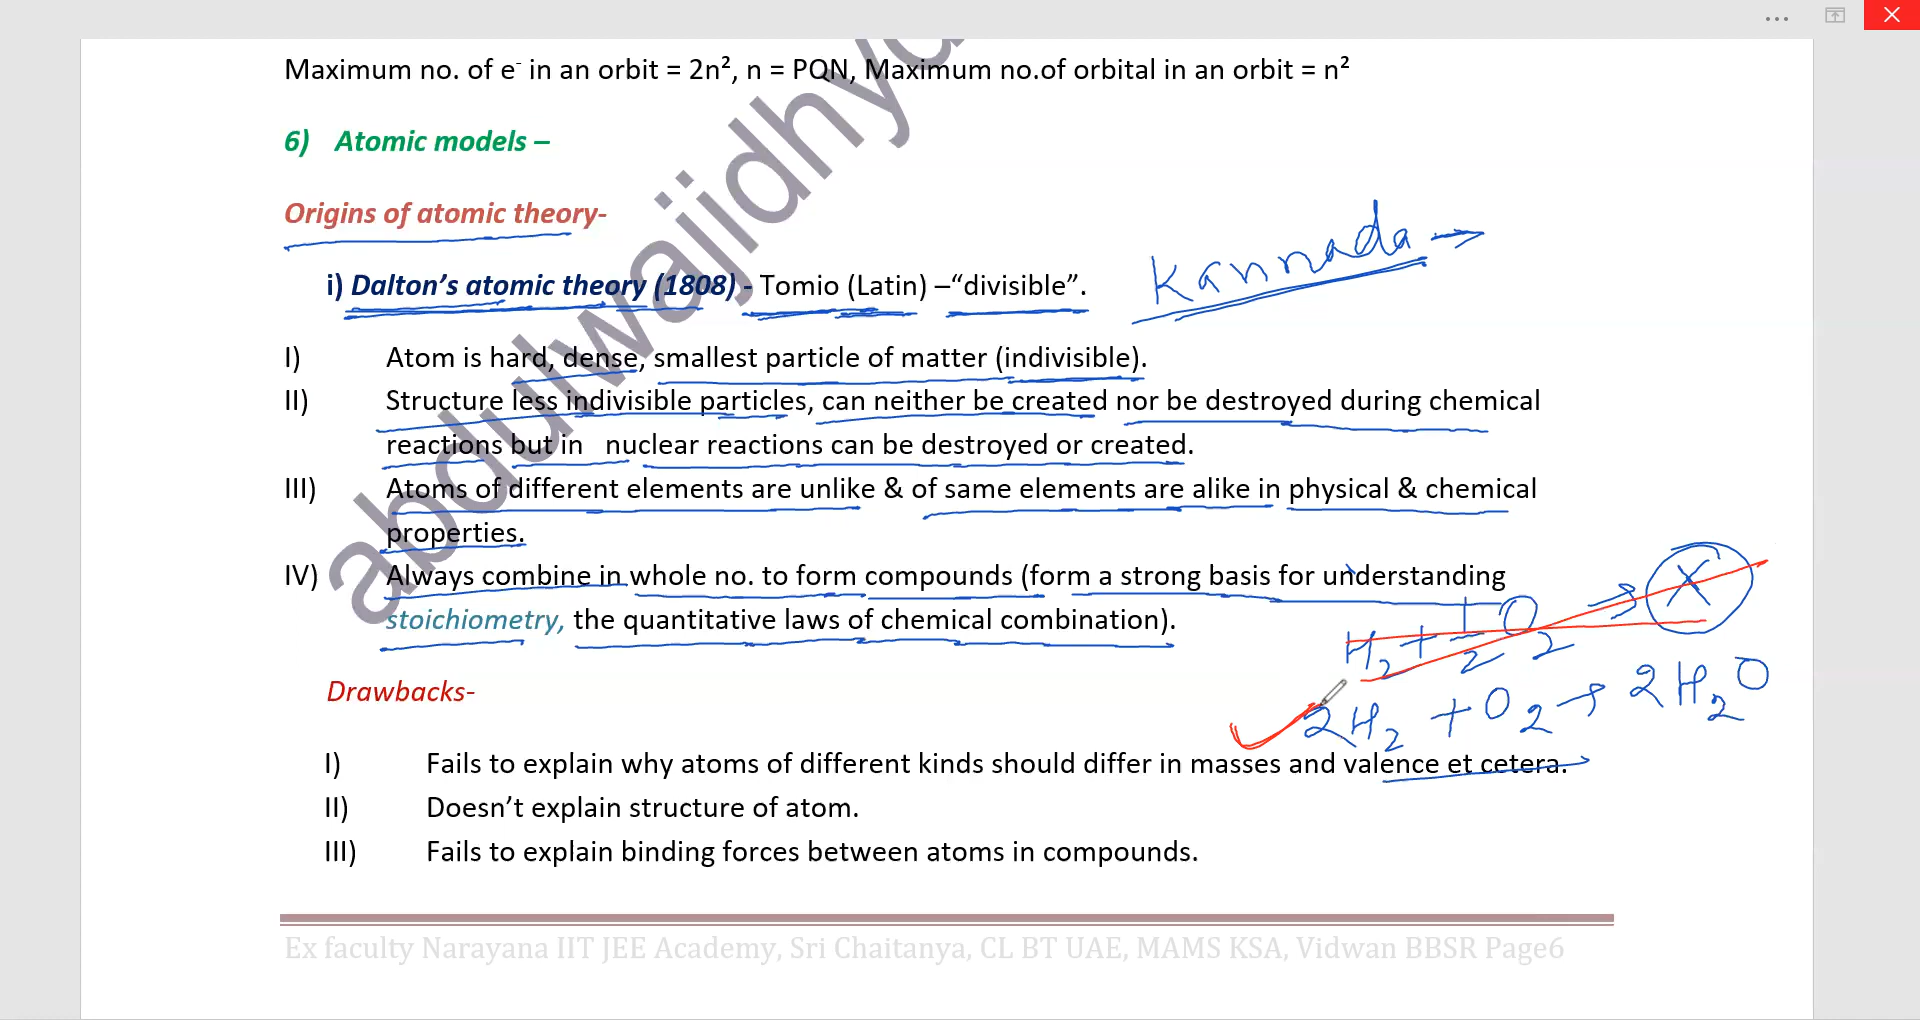 Maximum no. of e⁻ in an orbit = 2n², n = PQN, Maximum no.of orbital in an orbit = n²
6) Atomic models –
Origins of atomic theory-
Kannada →
i) Dalton’s atomic theory (1808) - Tomio (Latin) –“divisible”.
I) Atom is hard, dense, smallest particle of matter (indivisible).
II) Structure less indivisible particles, can neither be created nor be destroyed during chemical
reactions but in nuclear reactions can be destroyed or created.
III) Atoms of different elements are unlike & of same elements are alike in physical & chemical
properties.
IV) Always combine in whole no. to form compounds (form a strong basis for understanding
stoichiometry, the quantitative laws of chemical combination).
H₂ + 1/2 O₂ → X
Drawbacks-
2H₂ + O₂ → 2H₂O
I) Fails to explain why atoms of different kinds should differ in masses and valence et cetera.
II) Doesn’t explain structure of atom.
III) Fails to explain binding forces between atoms in compounds.
Ex faculty Narayana IIT JEE Academy, Sri Chaitanya, CL BT UAE, MAMS KSA, Vidwan BBSR Page6